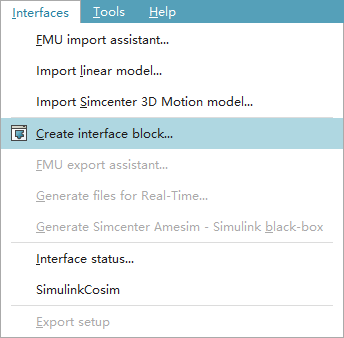 Interfaces Tools Help
FMU import assistant...
Import linear model...
Import Simcenter 3D Motion model...
Create interface block...
FMU export assistant...
Generate files for Real-Time...
Generate Simcenter Amesim - Simulink black-box
Interface status...
SimulinkCosim
Export setup